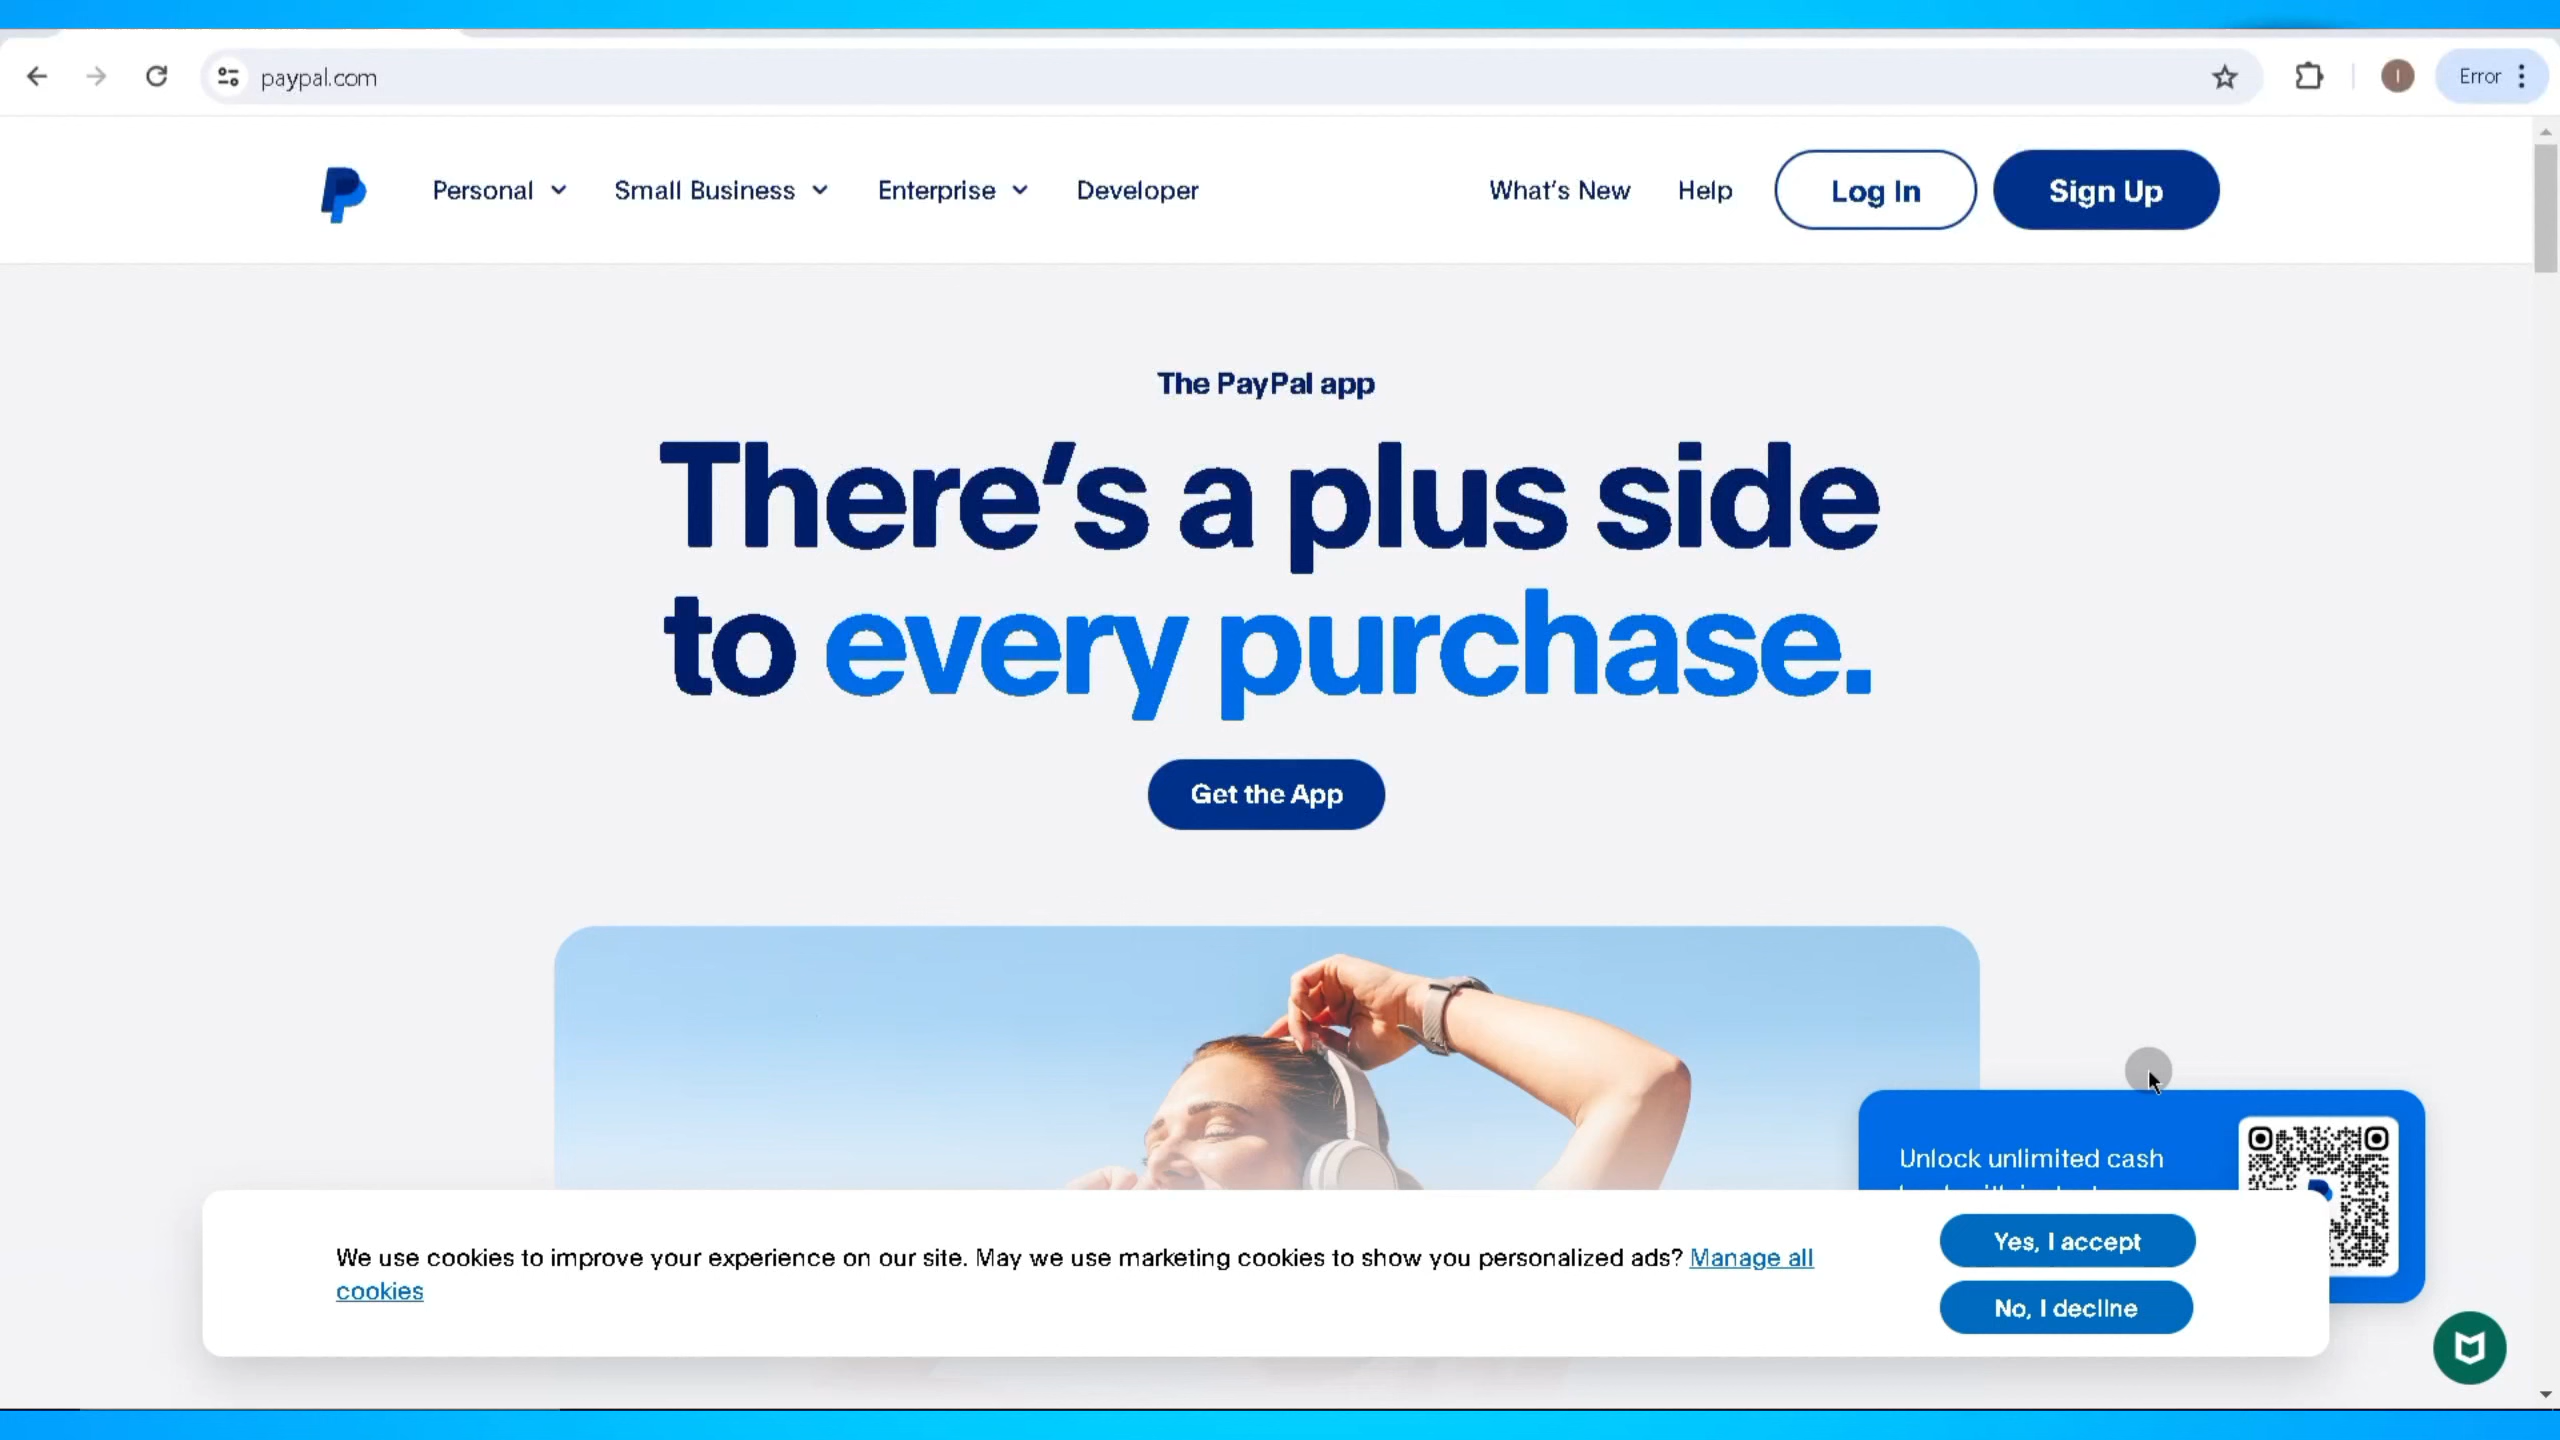 paypal.com
Error
Personal
Small Business
Enterprise
Developer
What's New
Help
Log In
Sign Up
The PayPal app
There's a plus side
to every purchase.
Get the App
Unlock unlimited cash
We use cookies to improve your experience on our site. May we use marketing cookies to show you personalized ads? Manage all
cookies
Yes, I accept
No, I decline